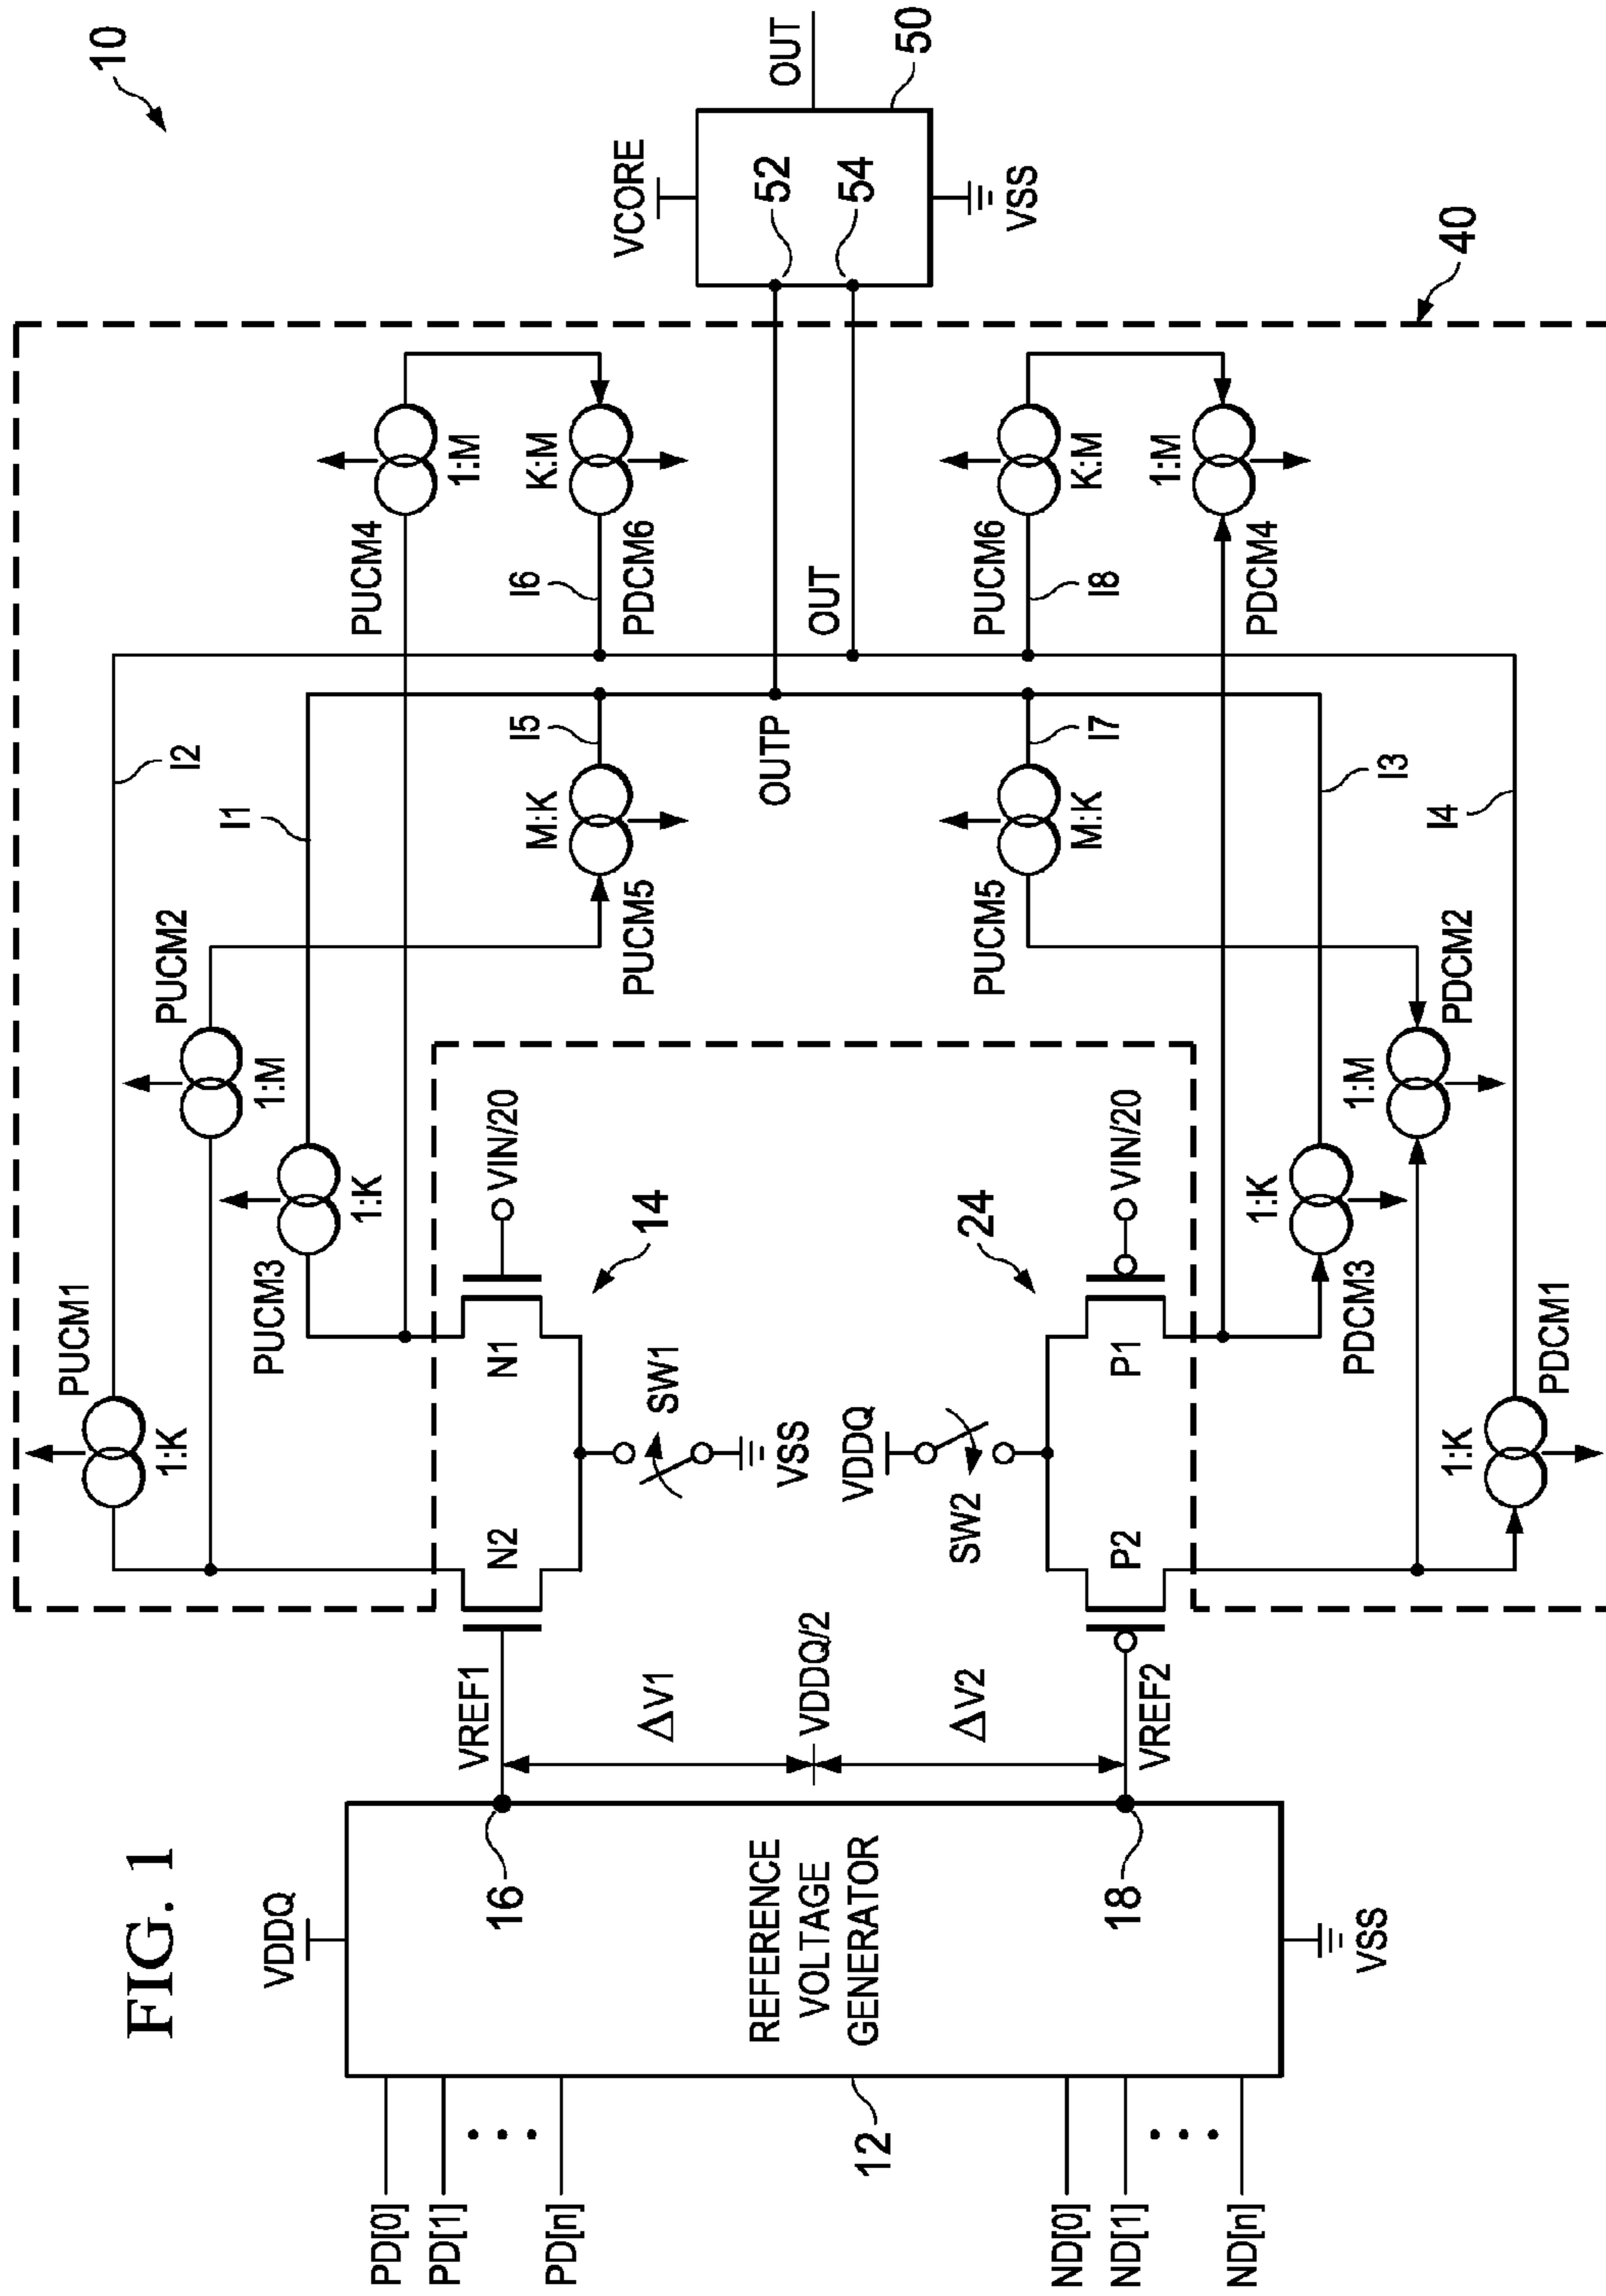 FIG. 1
10
VDDQ
PD[0]
PD[1]
PD[n]
ND[0]
ND[1]
ND[n]
12
REFERENCE
VOLTAGE
GENERATOR
16
18
VSS
VREF1
ΔV1
VDDQ/2
ΔV2
VREF2
PUCM1
1:K
PUCM2
1:M
PUCM3
1:K
N2
N1
SW1
VSS
VIN/20
14
VDDQ
SW2
P2
P1
VIN/20
24
PDCM3
1:K
PDCM2
1:M
PDCM1
1:K
I2
I1
I3
I4
M:K
PUCM5
I5
OUTP
M:K
PUCM5
I7
PUCM4
1:M
K:M
PDCM6
I6
OUT
PUCM6
K:M
I8
1:M
PDCM4
40
VCORE
52
54
VSS
OUT
50